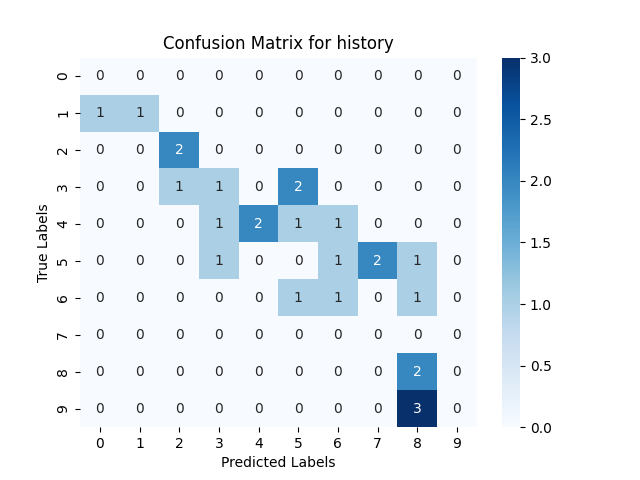 Confusion Matrix for history
0 0 0 0 0 0 0 0 0 0 0
1 1 1 0 0 0 0 0 0 0 0
2 0 0 2 0 0 0 0 0 0 0
3 0 0 1 1 0 2 0 0 0 0
4 0 0 0 1 2 1 1 0 0 0
5 0 0 0 1 0 0 1 2 1 0
6 0 0 0 0 0 1 1 0 1 0
7 0 0 0 0 0 0 0 0 0 0
8 0 0 0 0 0 0 0 0 2 0
9 0 0 0 0 0 0 0 0 3 0
0 1 2 3 4 5 6 7 8 9
True Labels
Predicted Labels
3.0
2.5
2.0
1.5
1.0
0.5
0.0